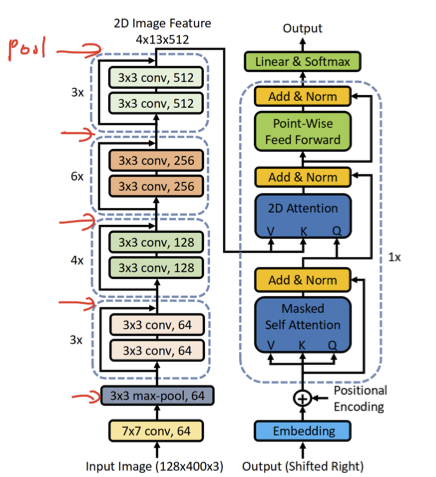 2D Image Feature
4x13x512
pool
3x
3x3 conv, 512
3x3 conv, 512
6x
3x3 conv, 256
3x3 conv, 256
4x
3x3 conv, 128
3x3 conv, 128
3x
3x3 conv, 64
3x3 conv, 64
3x3 max-pool, 64
7x7 conv, 64
Input Image (128x400x3)
Output
Linear & Softmax
Add & Norm
Point-Wise
Feed Forward
Add & Norm
2D Attention
V K Q
1x
Add & Norm
Masked
Self Attention
V K Q
Positional
Encoding
Embedding
Output (Shifted Right)